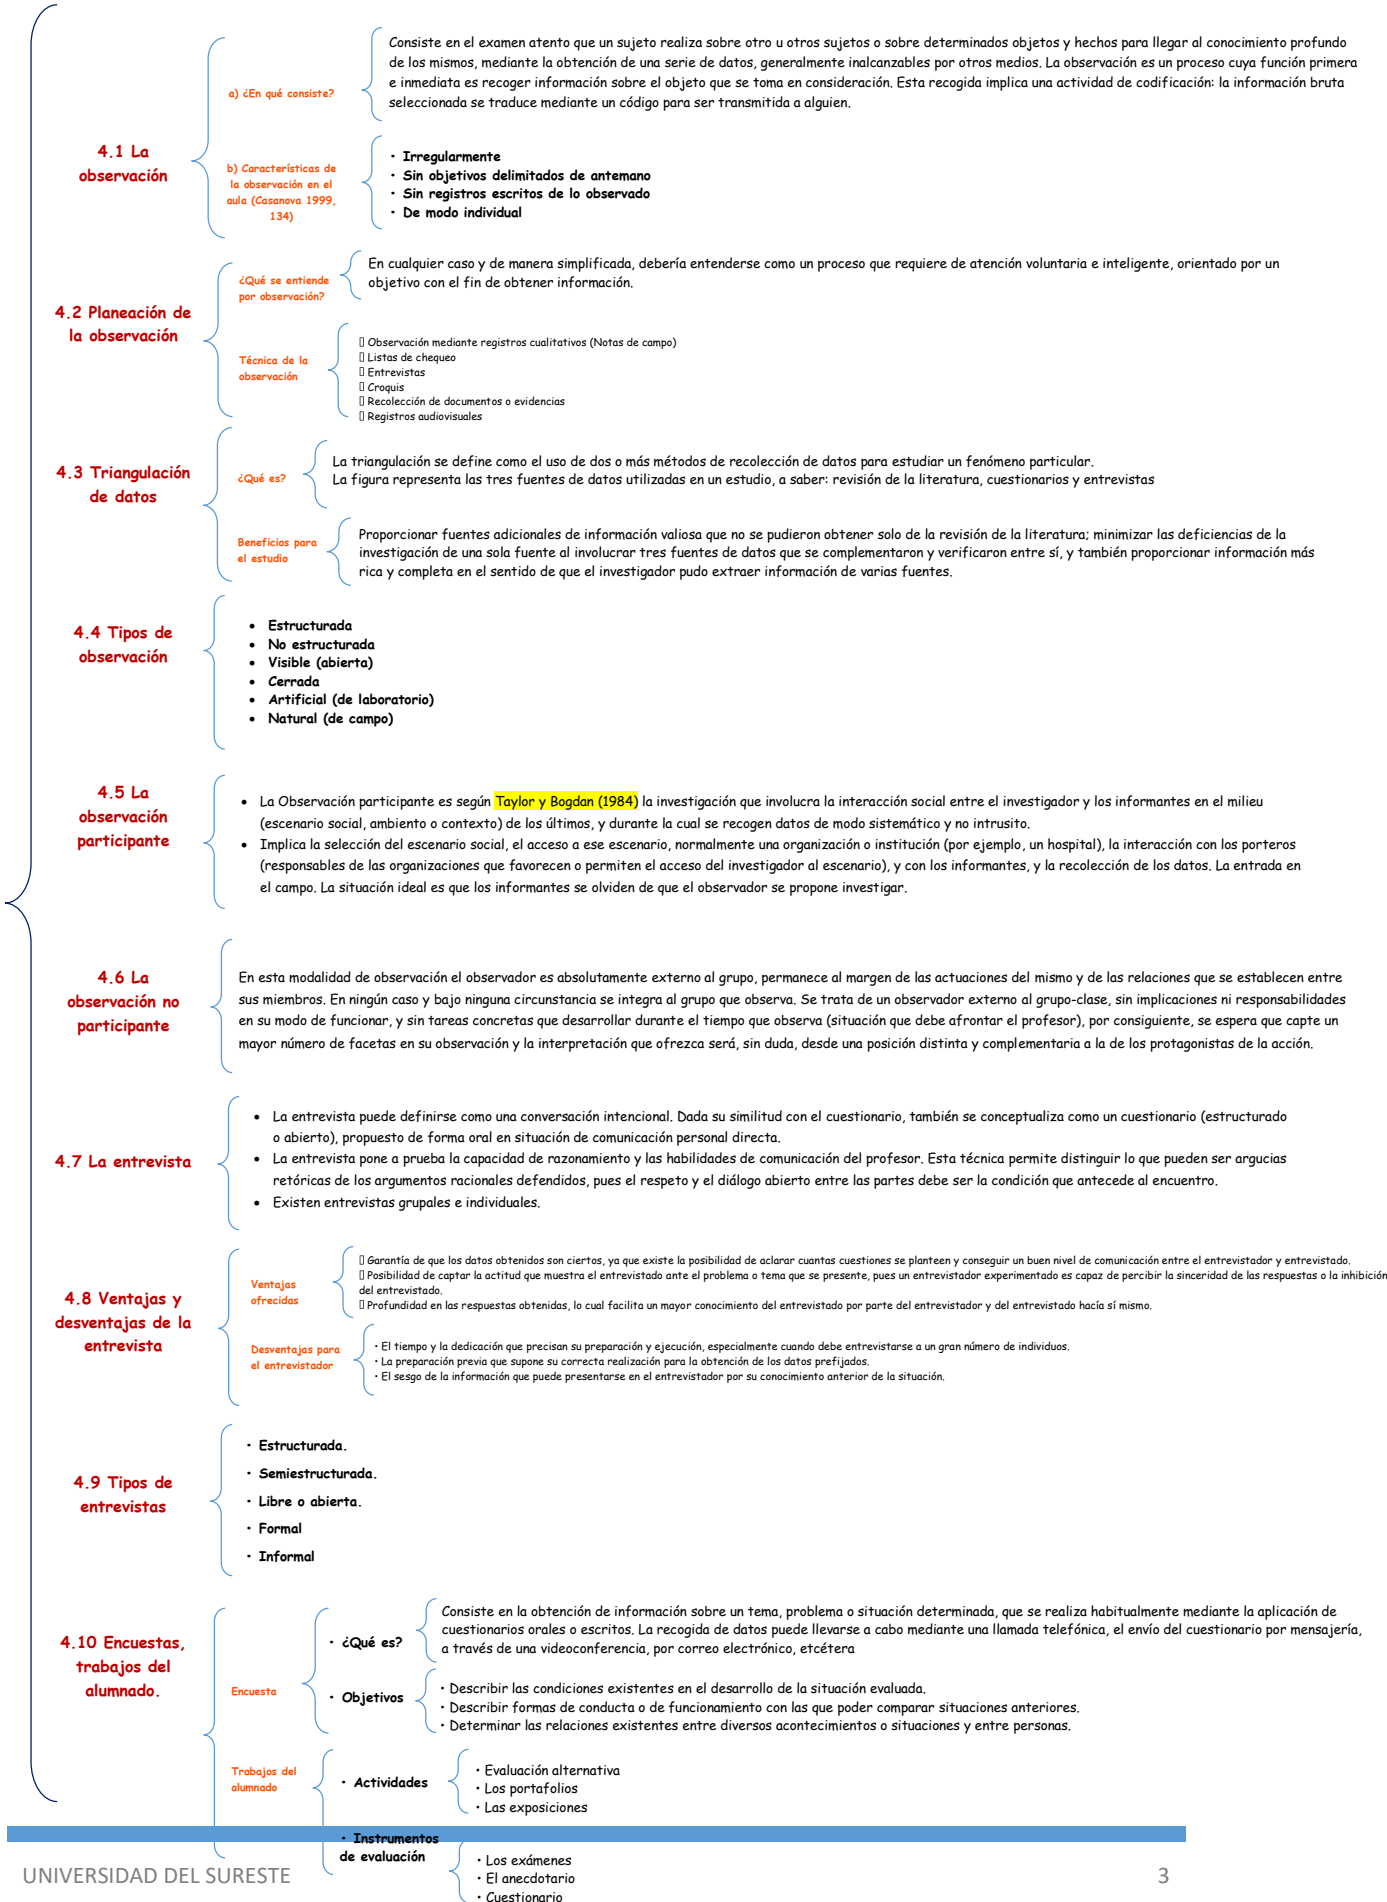 4.1 La
observación
a) ¿En qué consiste?
Consiste en el examen atento que un sujeto realiza sobre otro u otros sujetos o sobre determinados objetos y hechos para llegar al conocimiento profundo
de los mismos, mediante la obtención de una serie de datos, generalmente inalcanzables por otros medios. La observación es un proceso cuya función primera
e inmediata es recoger información sobre el objeto que se toma en consideración. Esta recogida implica una actividad de codificación: la información bruta
seleccionada se traduce mediante un código para ser transmitida a alguien.
b) Características de
la observación en el
aula (Casanova 1999,
134)
• Irregularmente
• Sin objetivos delimitados de antemano
• Sin registros escritos de lo observado
• De modo individual
4.2 Planeación de
la observación
¿Qué se entiende
por observación?
En cualquier caso y de manera simplificada, debería entenderse como un proceso que requiere de atención voluntaria e inteligente, orientado por un
objetivo con el fin de obtener información.
Técnica de la
observación
▯ Observación mediante registros cualitativos (Notas de campo)
▯ Listas de chequeo
▯ Entrevistas
▯ Croquis
▯ Recolección de documentos o evidencias
▯ Registros audiovisuales
4.3 Triangulación
de datos
¿Qué es?
La triangulación se define como el uso de dos o más métodos de recolección de datos para estudiar un fenómeno particular.
La figura representa las tres fuentes de datos utilizadas en un estudio, a saber: revisión de la literatura, cuestionarios y entrevistas
Beneficios para
el estudio
Proporcionar fuentes adicionales de información valiosa que no se pudieron obtener solo de la revisión de la literatura; minimizar las deficiencias de la
investigación de una sola fuente al involucrar tres fuentes de datos que se complementaron y verificaron entre sí, y también proporcionar información más
rica y completa en el sentido de que el investigador pudo extraer información de varias fuentes.
4.4 Tipos de
observación
• Estructurada
• No estructurada
• Visible (abierta)
• Cerrada
• Artificial (de laboratorio)
• Natural (de campo)
4.5 La
observación
participante
• La Observación participante es según Taylor y Bogdan (1984) la investigación que involucra la interacción social entre el investigador y los informantes en el milieu
(escenario social, ambiente o contexto) de los últimos, y durante la cual se recogen datos de modo sistemático y no intrusito.
• Implica la selección del escenario social, el acceso a ese escenario, normalmente una organización o institución (por ejemplo, un hospital), la interacción con los porteros
(responsables de las organizaciones que favorecen o permiten el acceso del investigador al escenario), y con los informantes, y la recolección de los datos. La entrada en
el campo. La situación ideal es que los informantes se olviden de que el observador se propone investigar.
4.6 La
observación no
participante
En esta modalidad de observación el observador es absolutamente externo al grupo, permanece al margen de las actuaciones del mismo y de las relaciones que se establecen entre
sus miembros. En ningún caso y bajo ninguna circunstancia se integra al grupo que observa. Se trata de un observador externo al grupo-clase, sin implicaciones ni responsabilidades
en su modo de funcionar, y sin tareas concretas que desarrollar durante el tiempo que observa (situación que debe afrontar el profesor), por consiguiente, se espera que capte un
mayor número de facetas en su observación y la interpretación que ofrezca será, sin duda, desde una posición distinta y complementaria a la de los protagonistas de la acción.
4.7 La entrevista
• La entrevista puede definirse como una conversación intencional. Dada su similitud con el cuestionario, también se conceptualiza como un cuestionario (estructurado
o abierto), propuesto de forma oral en situación de comunicación personal directa.
• La entrevista pone a prueba la capacidad de razonamiento y las habilidades de comunicación del profesor. Esta técnica permite distinguir lo que pueden ser argucias
retóricas de los argumentos racionales defendidos, pues el respeto y el diálogo abierto entre las partes debe ser la condición que antecede al encuentro.
• Existen entrevistas grupales e individuales.
4.8 Ventajas y
desventajas de la
entrevista
Ventajas
ofrecidas
▯ Garantía de que los datos obtenidos son ciertos, ya que existe la posibilidad de aclarar cuantas cuestiones se planteen y conseguir un buen nivel de comunicación entre el entrevistador y entrevistado.
▯ Posibilidad de captar la actitud que muestra el entrevistado ante el problema o tema que se presente, pues un entrevistador experimentado es capaz de percibir la sinceridad de las respuestas o la inhibición
del entrevistado.
▯ Profundidad en las respuestas obtenidas, lo cual facilita un mayor conocimiento del entrevistado por parte del entrevistador y del entrevistado hacía sí mismo.
Desventajas para
el entrevistador
• El tiempo y la dedicación que precisan su preparación y ejecución, especialmente cuando debe entrevistarse a un gran número de individuos.
• La preparación previa que supone su correcta realización para la obtención de los datos prefijados.
• El sesgo de la información que puede presentarse en el entrevistador por su conocimiento anterior de la situación.
4.9 Tipos de
entrevistas
• Estructurada.
• Semiestructurada.
• Libre o abierta.
• Formal
• Informal
4.10 Encuestas,
trabajos del
alumnado.
Encuesta
• ¿Qué es?
Consiste en la obtención de información sobre un tema, problema o situación determinada, que se realiza habitualmente mediante la aplicación de
cuestionarios orales o escritos. La recogida de datos puede llevarse a cabo mediante una llamada telefónica, el envío del cuestionario por mensajería,
a través de una videoconferencia, por correo electrónico, etcétera
• Objetivos
• Describir las condiciones existentes en el desarrollo de la situación evaluada.
• Describir formas de conducta o de funcionamiento con las que poder comparar situaciones anteriores.
• Determinar las relaciones existentes entre diversos acontecimientos o situaciones y entre personas.
Trabajos del
alumnado
• Actividades
• Evaluación alternativa
• Los portafolios
• Las exposiciones
• Instrumentos
de evaluación
• Los exámenes
• El anecdotario
• Cuestionario
UNIVERSIDAD DEL SURESTE
3